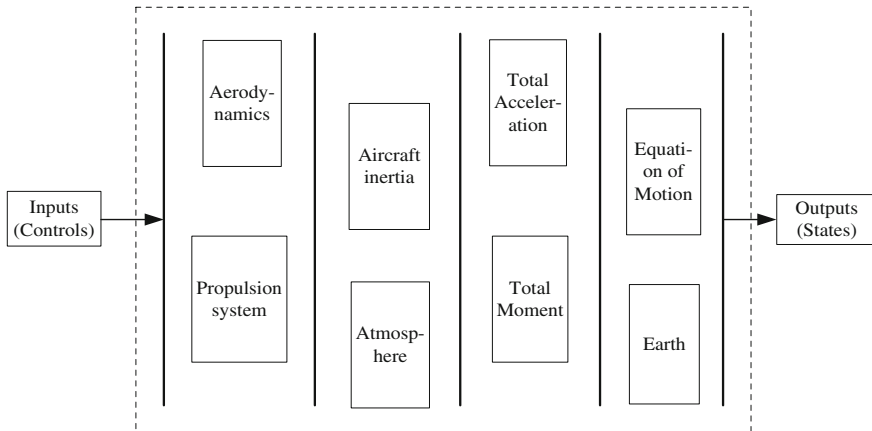 Inputs
(Controls)
Aerody-
namics
Propulsion
system
Aircraft
inertia
Atmosp-
here
Total
Acceler-
ation
Total
Moment
Equati-
on of
Motion
Earth
Outputs
(States)